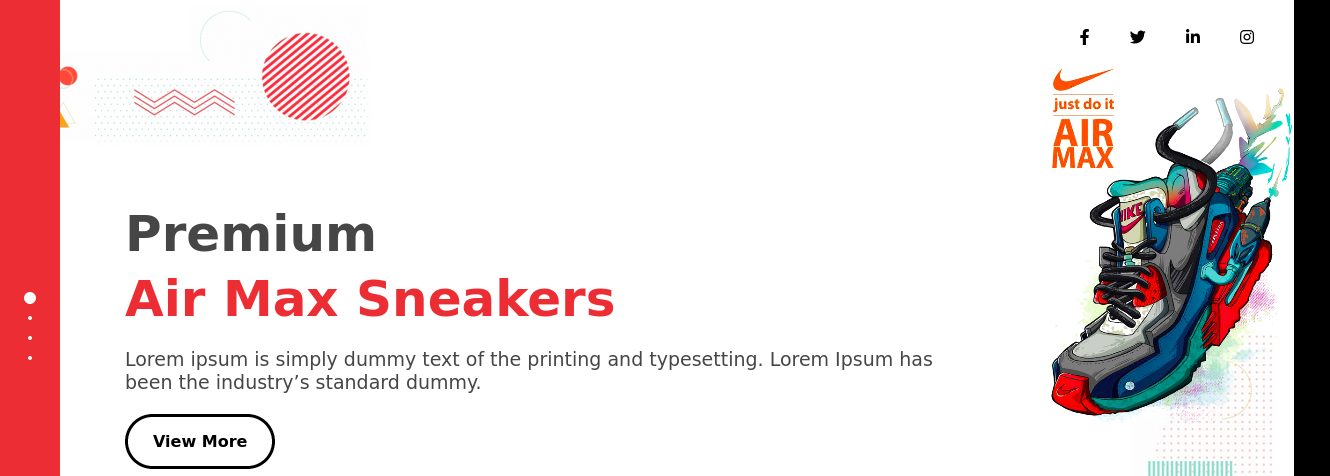 just do it
AIR
MAX
NIKE
Premium
Air Max Sneakers
Lorem ipsum is simply dummy text of the printing and typesetting. Lorem Ipsum has
been the industry’s standard dummy.
View More